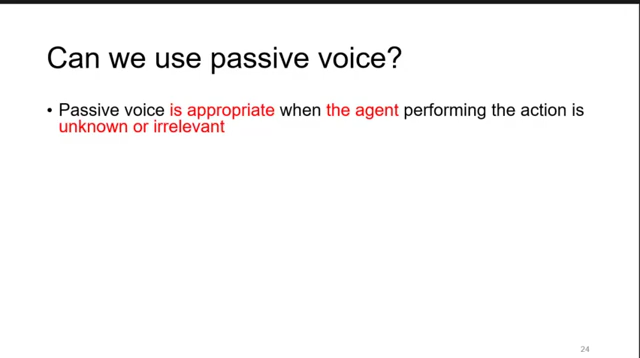 Can we use passive voice?
• Passive voice is appropriate when the agent performing the action is
unknown or irrelevant
24